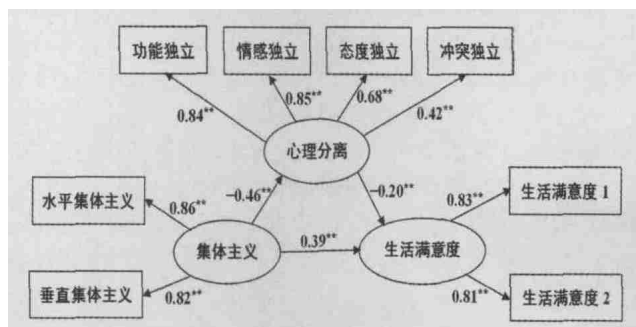 功能独立 情感独立 态度独立 冲突独立
0.84** 0.85** 0.68** 0.42**
心理分离
水平集体主义 -0.46** -0.20** 0.83** 生活满意度 1
0.86**
集体主义 0.39** 生活满意度
垂直集体主义 0.82** 0.81** 生活满意度 2